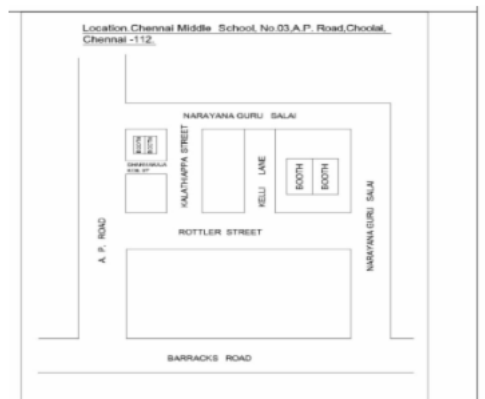 Location.Chennai Middle School, No.03,A.P. Road,Choolai,
Chennai -112.
NARAYANA GURU SALAI
BOOTH
BOOTH
KALATHIAPPA STREET
KELLI LANE
BOOTH
BOOTH
A. P. ROAD
ROTTLER STREET
NARAYANA GURU SALAI
BARRACKS ROAD